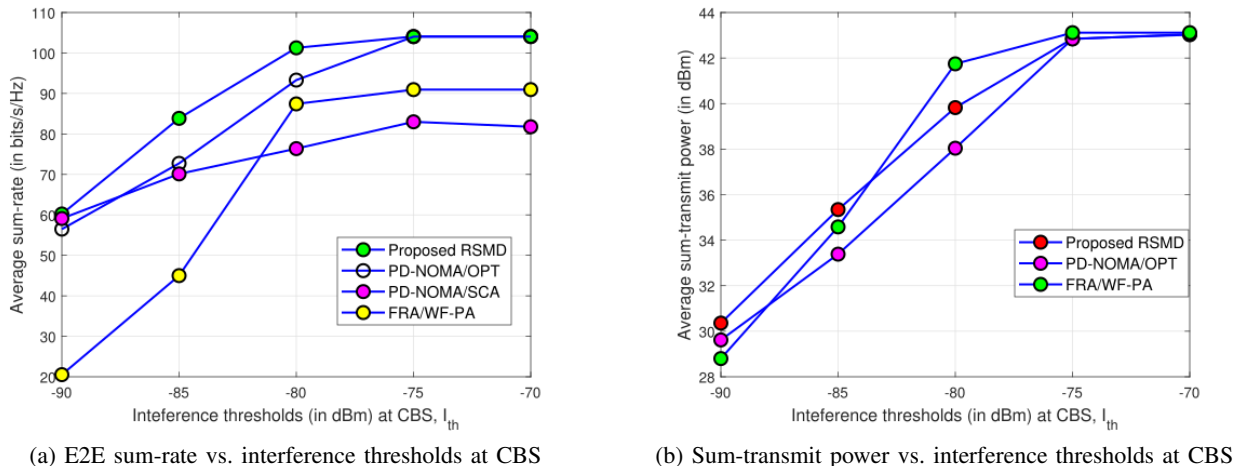 110
100
90
80
70
60
50
40
30
20
-90
-85
-80
-75
-70
Average sum-rate (in bits/s/Hz)
Inteference thresholds (in dBm) at CBS, I_th
Proposed RSMD
PD-NOMA/OPT
PD-NOMA/SCA
FRA/WF-PA
(a) E2E sum-rate vs. interference thresholds at CBS
44
42
40
38
36
34
32
30
28
-90
-85
-80
-75
-70
Average sum-transmit power (in dBm)
Inteference thresholds (in dBm) at CBS, I_th
Proposed RSMD
PD-NOMA/OPT
FRA/WF-PA
(b) Sum-transmit power vs. interference thresholds at CBS